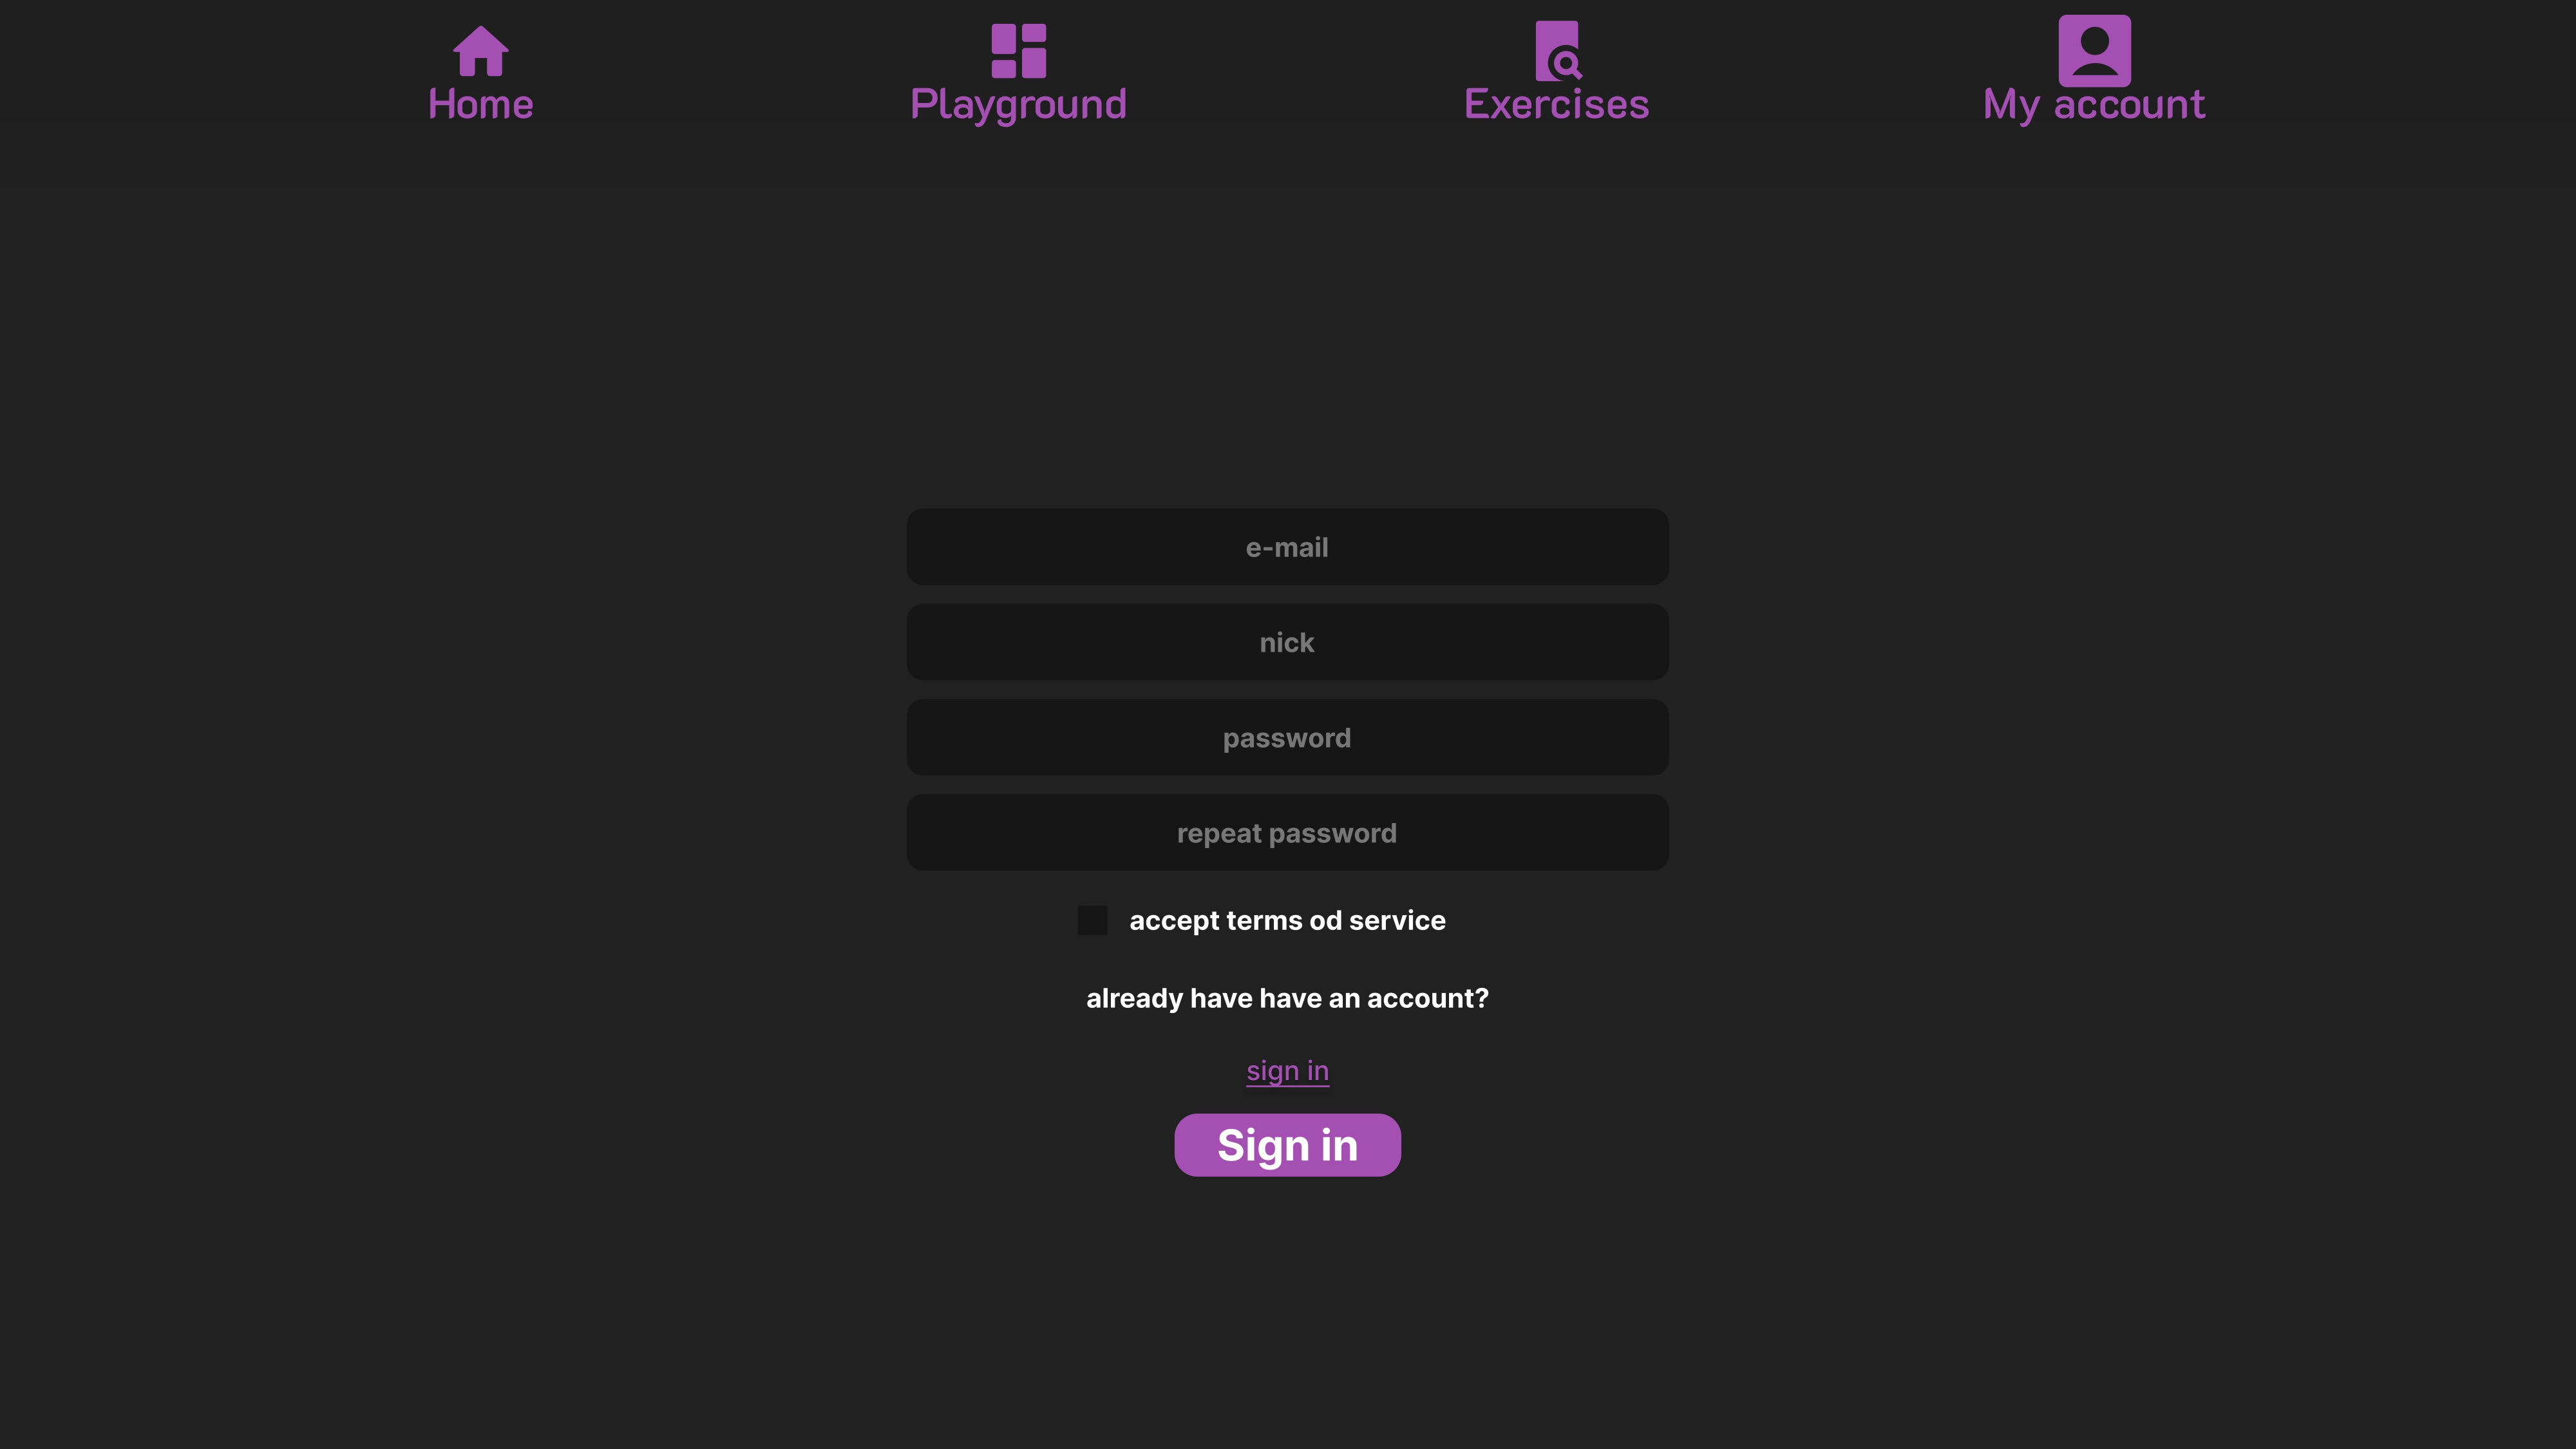 Home Playground Exercises My account
e-mail
nick
password
repeat password
accept terms od service
already have have an account?
sign in
Sign in